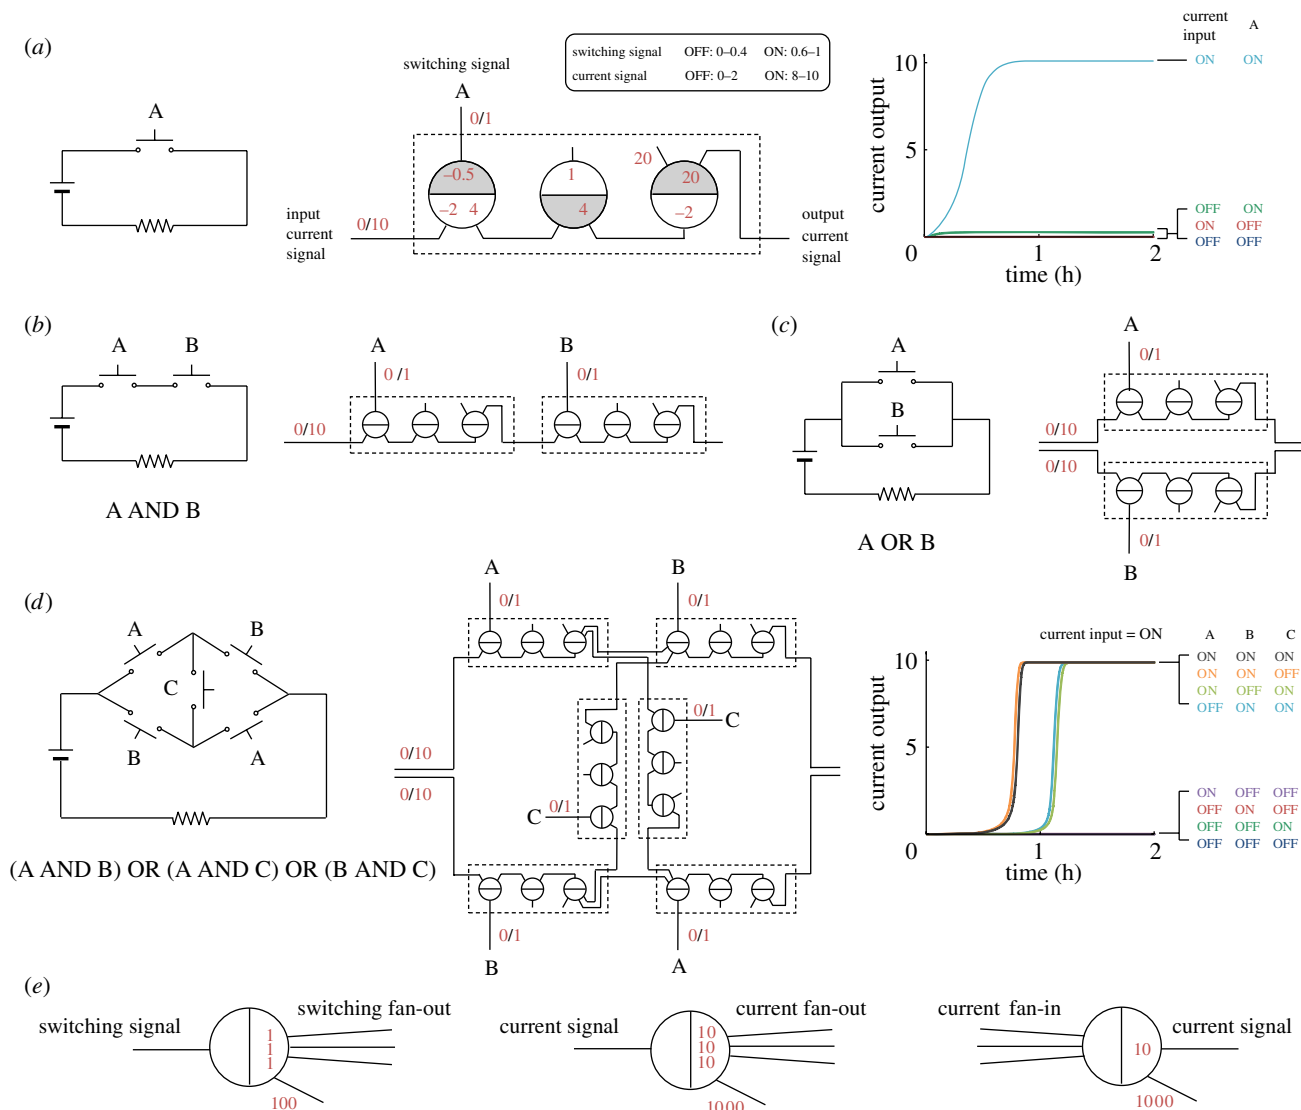 (a)
A
switching signal
A
0/1
switching signal OFF: 0–0.4 ON: 0.6–1
current signal OFF: 0–2 ON: 8–10
–0.5
–2 4
1
4
20
20
–2
input
current
signal
0/10
output
current
signal
current output
10
5
0
1
2
time (h)
current
input
A
ON ON
OFF ON
ON OFF
OFF OFF
(b)
A B
A AND B
A
0 /1
B
0/1
0/10
(c)
A
B
A OR B
A
0/1
0/10
0/10
0/1
B
(d)
A
B
C
B
A
(A AND B) OR (A AND C) OR (B AND C)
A
0/1
B
0/1
0/1 C
0/10
0/10
C 0/1
0/1
B
0/1
A
current output
10
5
0
1
2
time (h)
current input = ON A B C
ON ON ON
ON ON OFF
ON OFF ON
OFF ON ON
ON OFF OFF
OFF ON OFF
OFF OFF ON
OFF OFF OFF
(e)
switching signal
switching fan-out
1
1
1
100
current signal
current fan-out
10
10
10
1000
current fan-in
current signal
10
1000